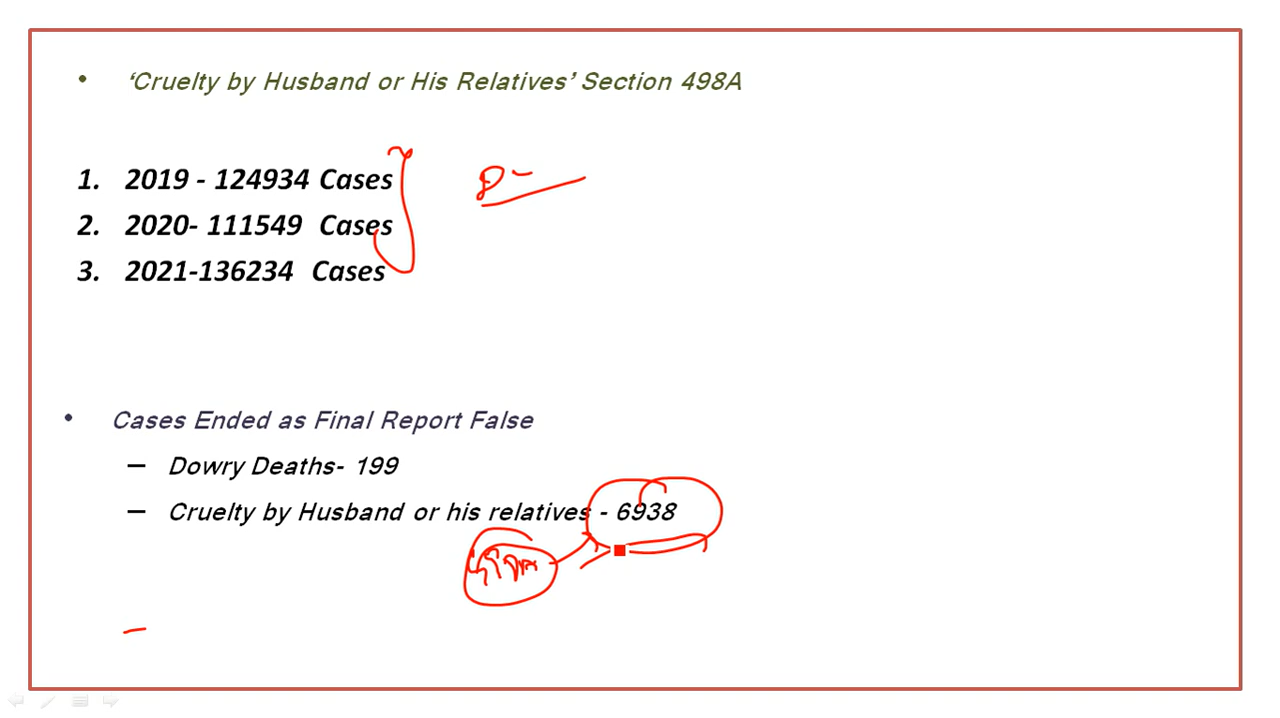 • ‘Cruelty by Husband or His Relatives’ Section 498A
1. 2019 - 124934 Cases
2. 2020- 111549 Cases
3. 2021-136234 Cases
• Cases Ended as Final Report False
– Dowry Deaths- 199
– Cruelty by Husband or his relatives - 6938